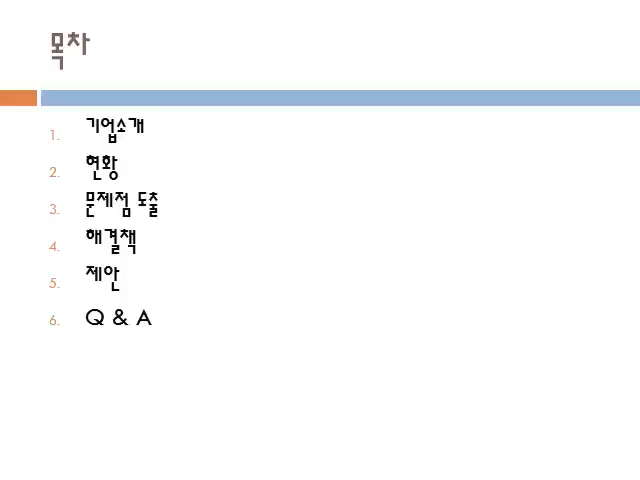 목차
1. 기업소개
2. 현황
3. 문제점 도출
4. 해결책
5. 제안
6. Q & A